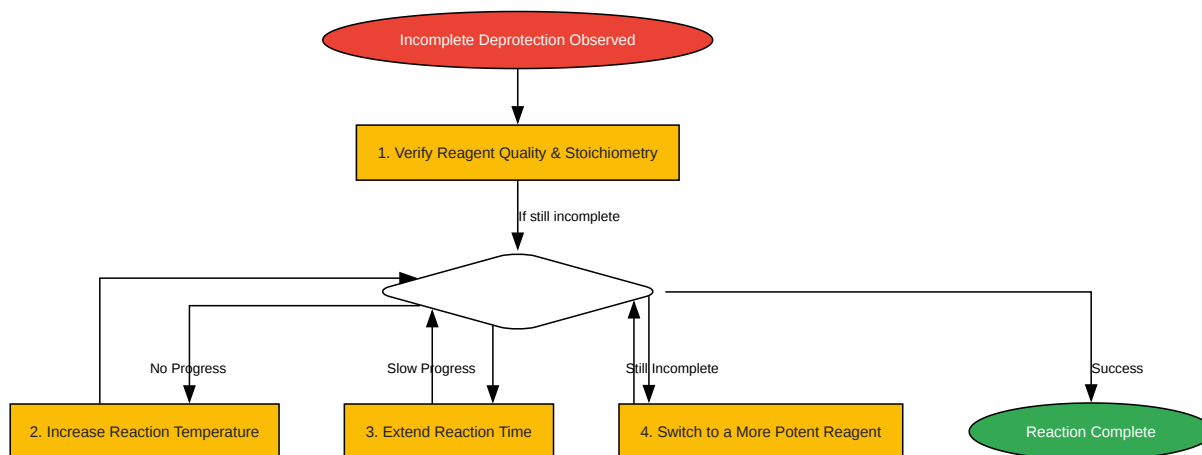 Incomplete Deprotection Observed
1. Verify Reagent Quality & Stoichiometry
If still incomplete
No Progress
Slow Progress
Still Incomplete
Success
2. Increase Reaction Temperature
3. Extend Reaction Time
4. Switch to a More Potent Reagent
Reaction Complete